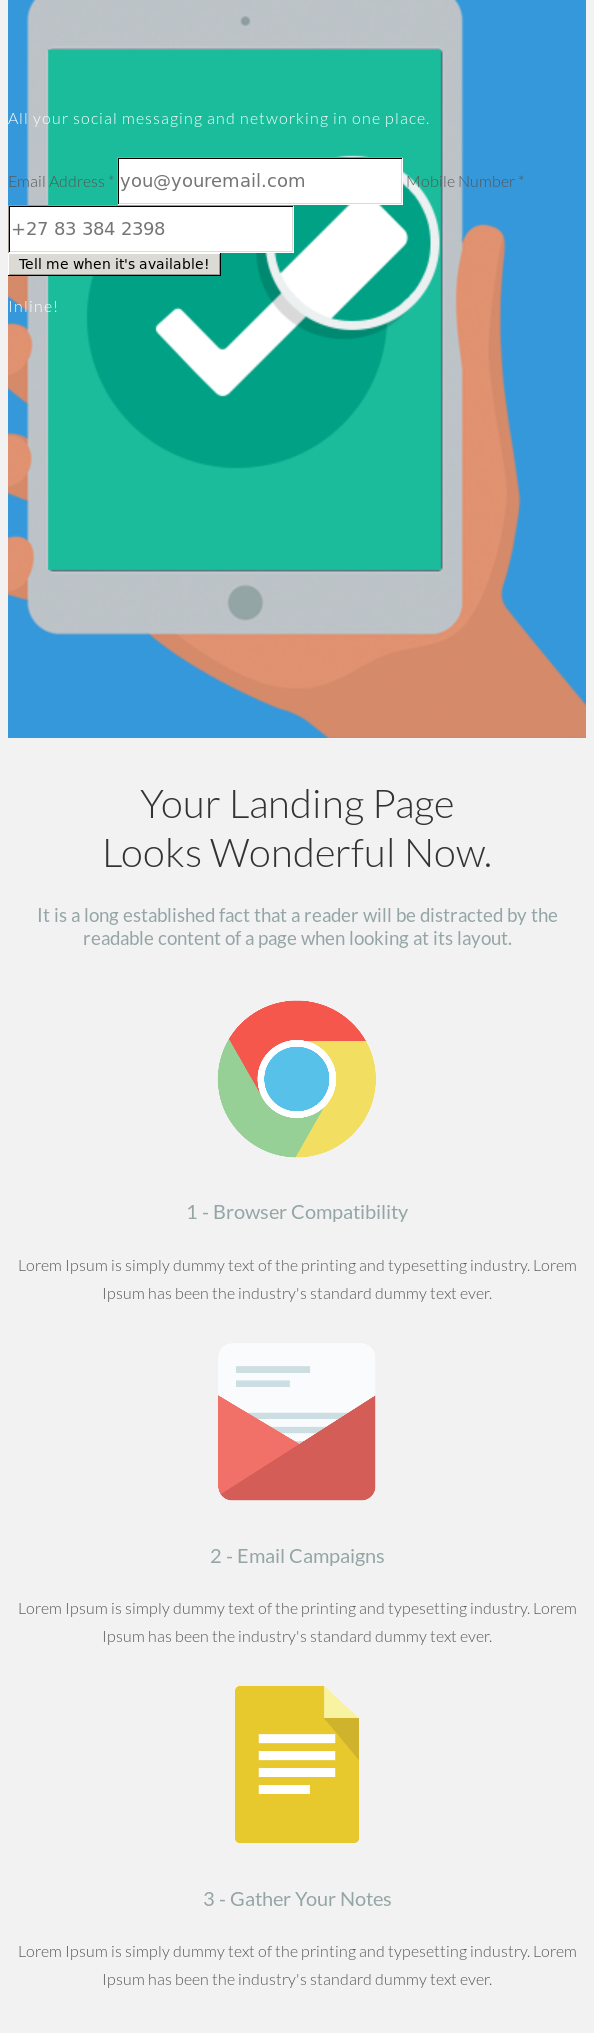 All your social messaging and networking in one place.
Email Address * you@youremail.com Mobile Number *
+27 83 384 2398
Tell me when it's available!
Inline!
Your Landing Page
Looks Wonderful Now.
It is a long established fact that a reader will be distracted by the
readable content of a page when looking at its layout.
1 - Browser Compatibility
Lorem Ipsum is simply dummy text of the printing and typesetting industry. Lorem
Ipsum has been the industry's standard dummy text ever.
2 - Email Campaigns
Lorem Ipsum is simply dummy text of the printing and typesetting industry. Lorem
Ipsum has been the industry's standard dummy text ever.
3 - Gather Your Notes
Lorem Ipsum is simply dummy text of the printing and typesetting industry. Lorem
Ipsum has been the industry's standard dummy text ever.